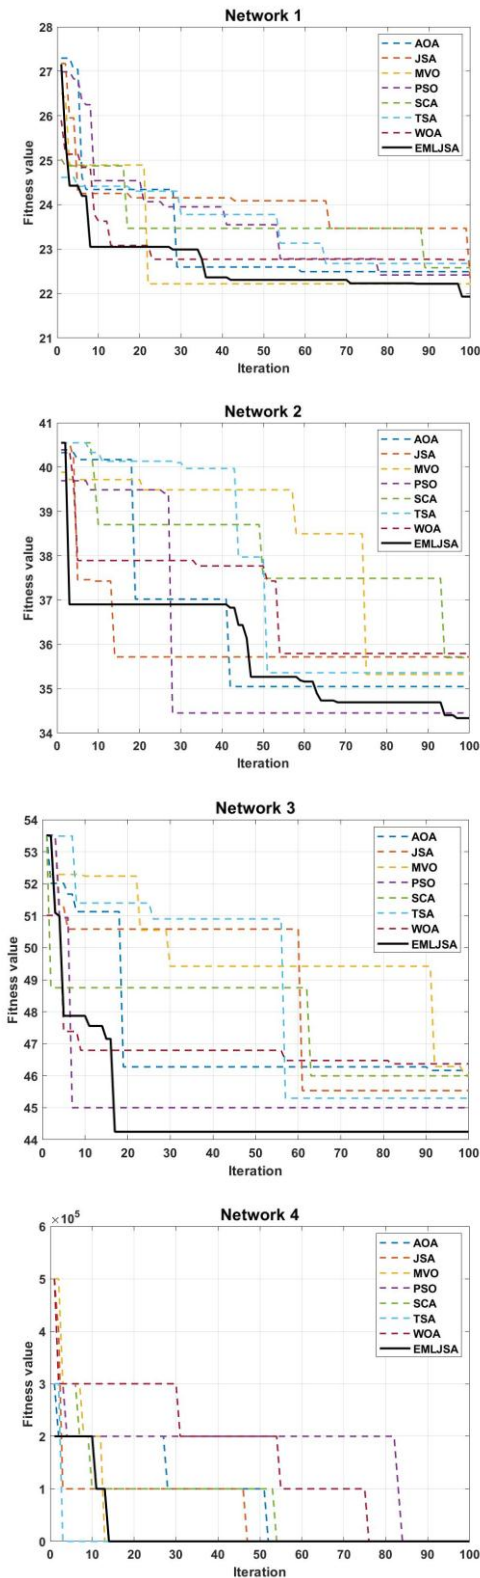 Network 1
28
27
26
25
24
23
22
21
Fitness value
0
10
20
30
40
50
60
70
80
90
100
Iteration
AOA
JSA
MVO
PSO
SCA
TSA
WOA
EMLJSA
Network 2
41
40
39
38
37
36
35
34
Fitness value
0
10
20
30
40
50
60
70
80
90
100
Iteration
AOA
JSA
MVO
PSO
SCA
TSA
WOA
EMLJSA
Network 3
54
53
52
51
50
49
48
47
46
45
44
Fitness value
0
10
20
30
40
50
60
70
80
90
100
Iteration
AOA
JSA
MVO
PSO
SCA
TSA
WOA
EMLJSA
Network 4
×10⁵
6
5
4
3
2
1
0
Fitness value
0
10
20
30
40
50
60
70
80
90
100
Iteration
AOA
JSA
MVO
PSO
SCA
TSA
WOA
EMLJSA